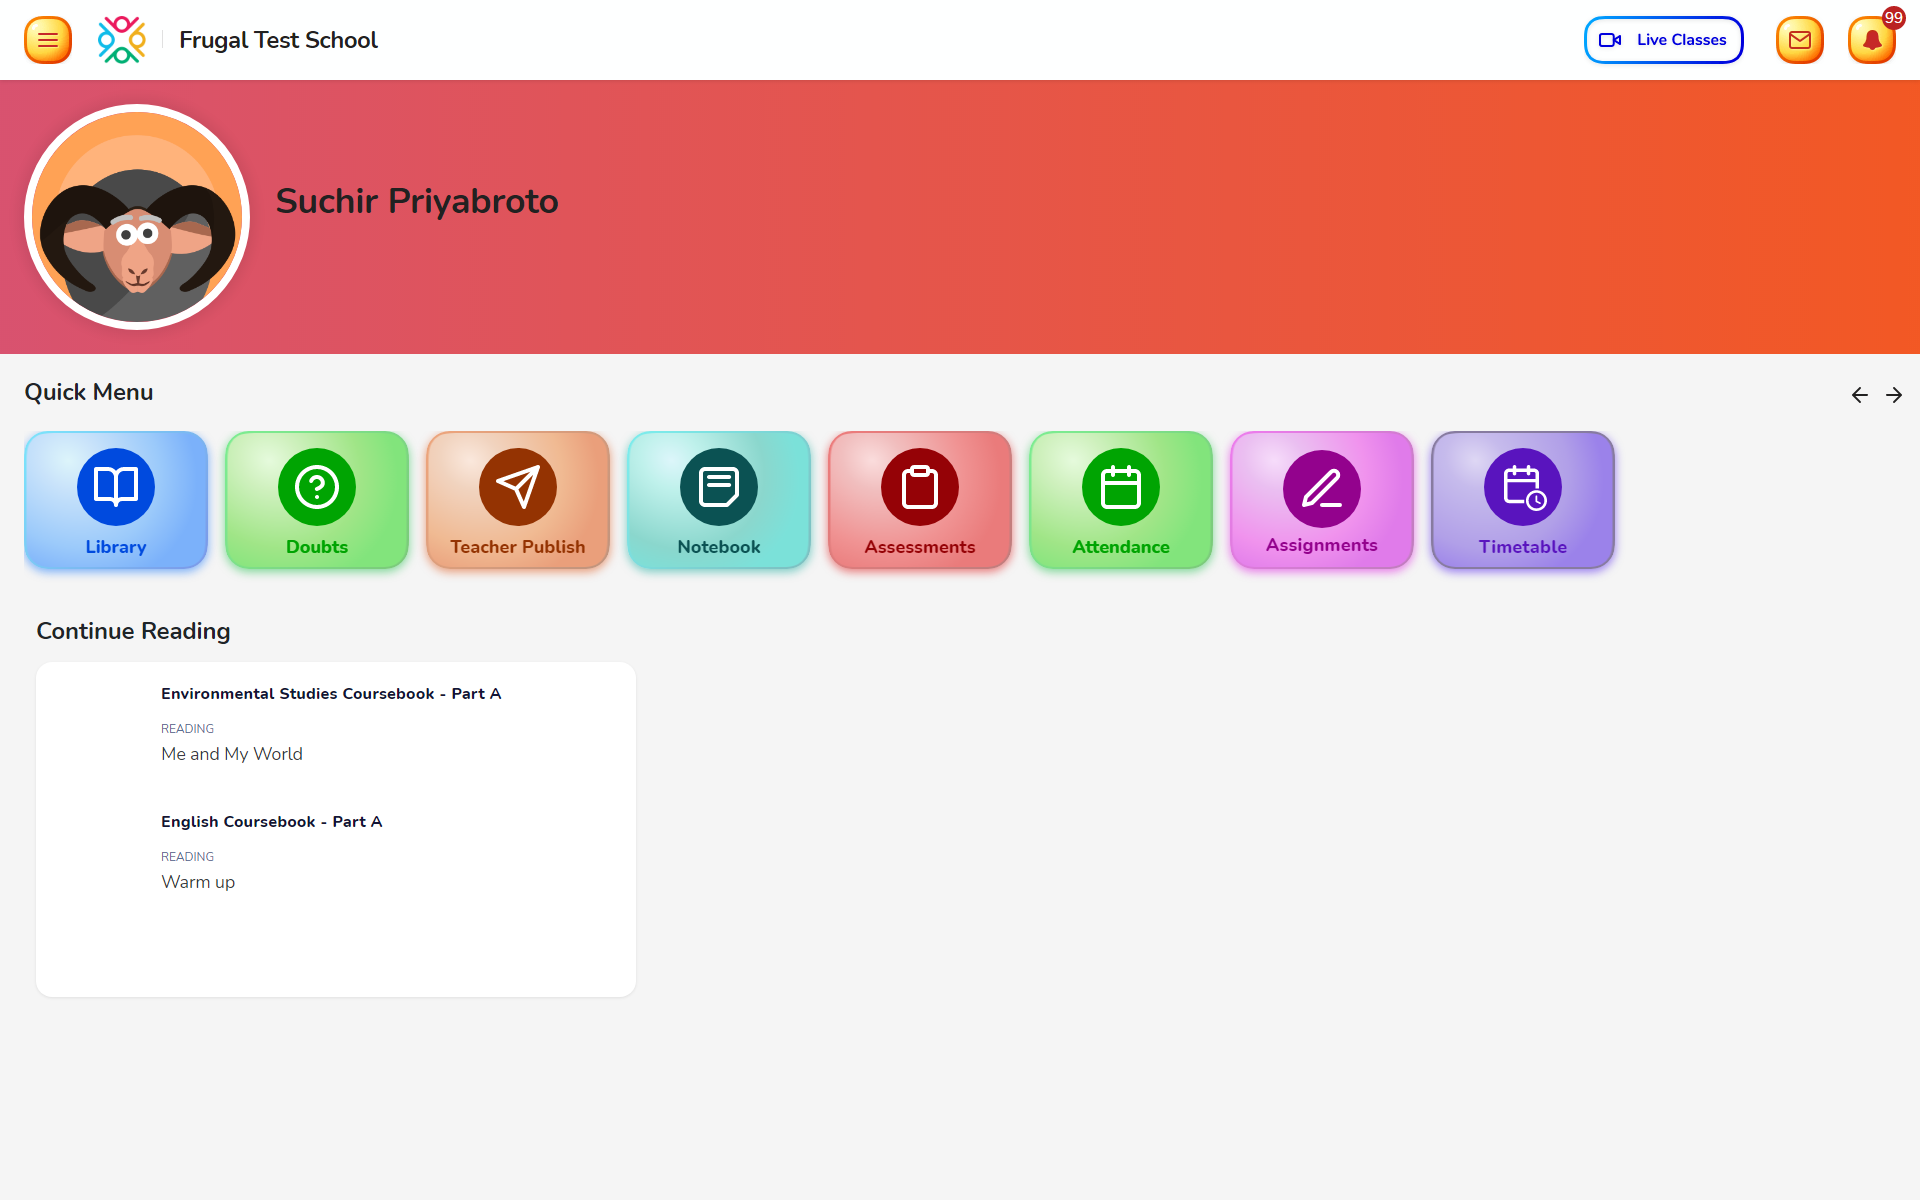 Frugal Test School
Live Classes
99
Suchir Priyabroto
Quick Menu
Library
Doubts
Teacher Publish
Notebook
Assessments
Attendance
Assignments
Timetable
Continue Reading
Environmental Studies Coursebook - Part A
READING
Me and My World
English Coursebook - Part A
READING
Warm up